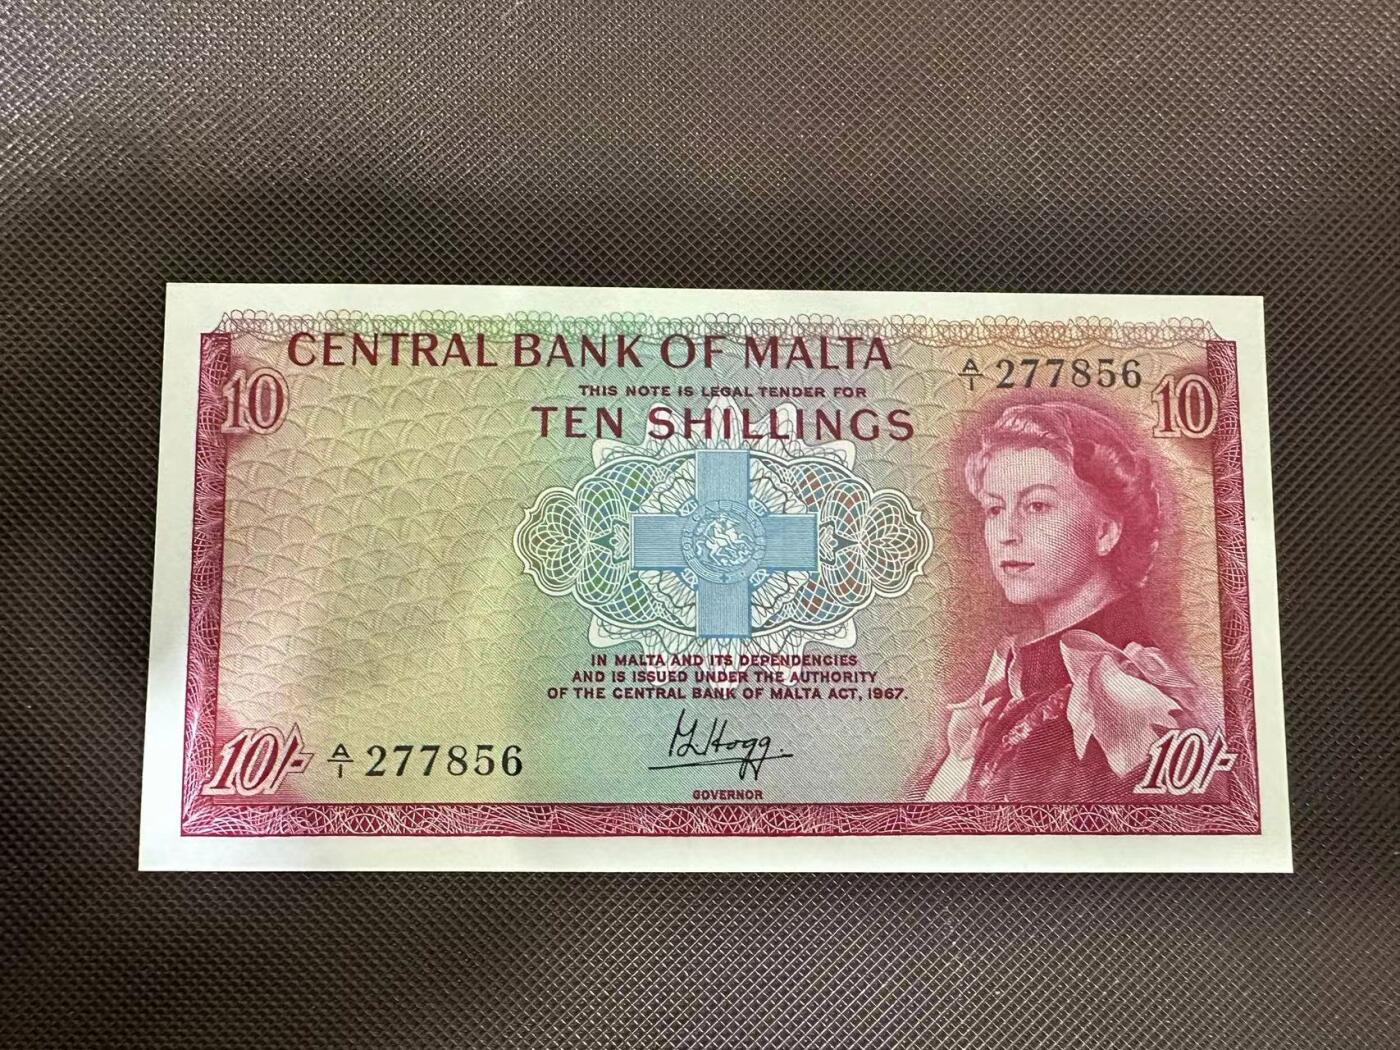 CENTRAL BANK OF MALTA
A/1 277856
10
10
THIS NOTE IS LEGAL TENDER FOR
TEN SHILLINGS
IN MALTA AND ITS DEPENDENCIES
AND IS ISSUED UNDER THE AUTHORITY
OF THE CENTRAL BANK OF MALTA ACT, 1967.
10/-
A/1 277856
Hogg.
10/-
GOVERNOR